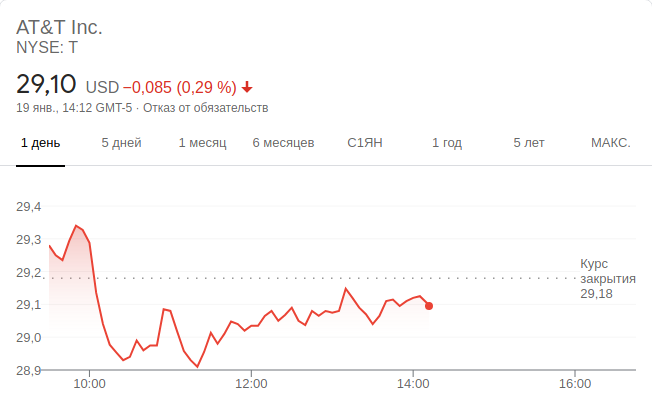 AT&T Inc.
NYSE: T
29,10 USD −0,085 (0,29 %)
19 янв., 14:12 GMT-5 · Отказ от обязательств
1 день 5 дней 1 месяц 6 месяцев С1ЯН 1 год 5 лет МАКС.
29,4
29,3
29,2
29,1
29,0
28,9
Курс
закрытия
29,18
10:00 12:00 14:00 16:00